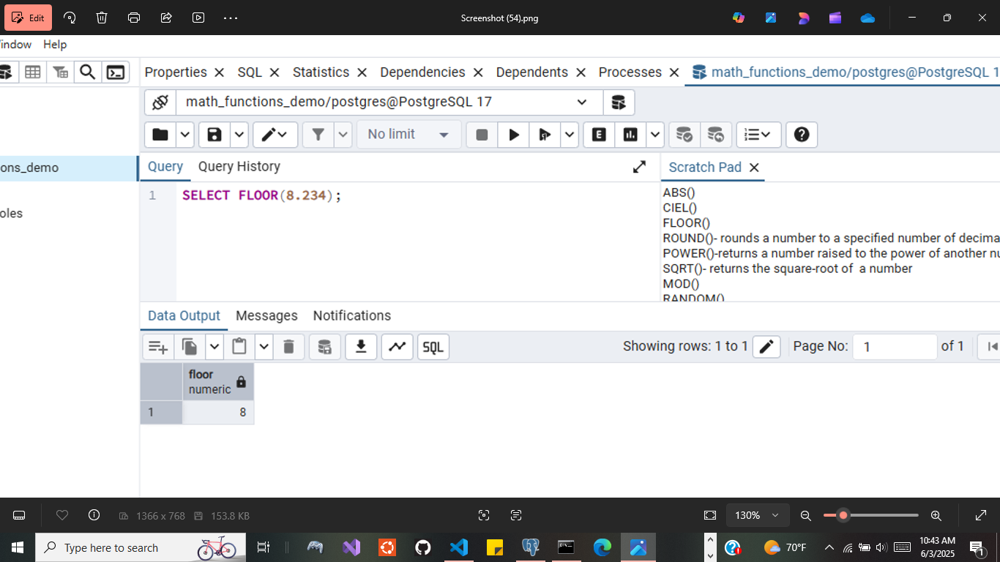 Edit
Screenshot (54).png
indow Help
Properties SQL Statistics Dependencies Dependents Processes math_functions_demo/postgres@PostgreSQL 1
math_functions_demo/postgres@PostgreSQL 17
No limit
E
ons_demo
Query Query History
Scratch Pad
1 SELECT FLOOR(8.234);
oles
ABS()
CIEL()
FLOOR()
ROUND()- rounds a number to a specified number of decima
POWER()-returns a number raised to the power of another nu
SQRT()- returns the square-root of a number
MOD()
RANDOM()
Data Output Messages Notifications
SQL
Showing rows: 1 to 1 Page No: 1 of 1
floor
numeric
1 8
1366 x 768 153.8 KB
130%
Type here to search
70°F
10:43 AM
6/3/2025
1